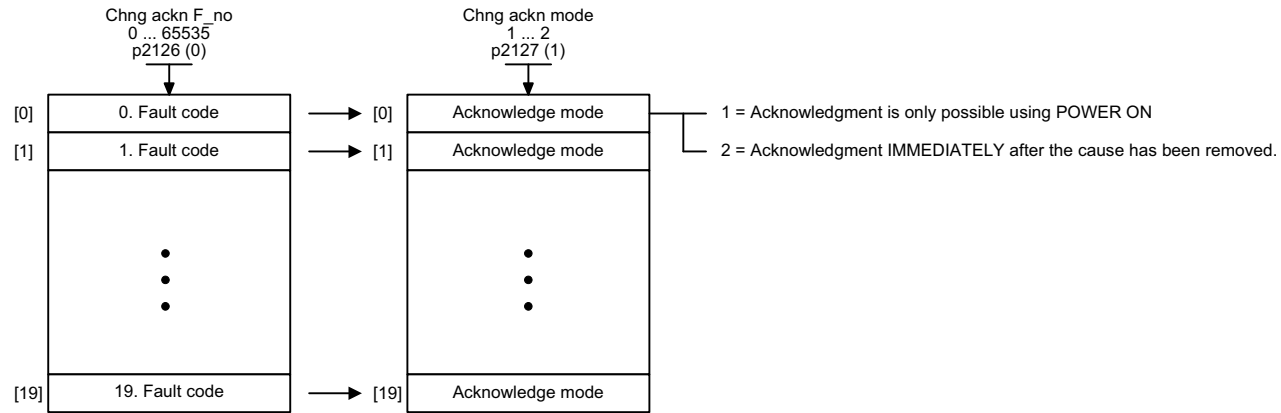 Chng ackn F_no
0 ... 65535
p2126 (0)
Chng ackn mode
1 ... 2
p2127 (1)
[0] 0. Fault code [0] Acknowledge mode 1 = Acknowledgment is only possible using POWER ON
[1] 1. Fault code [1] Acknowledge mode 2 = Acknowledgment IMMEDIATELY after the cause has been removed.
[19] 19. Fault code [19] Acknowledge mode